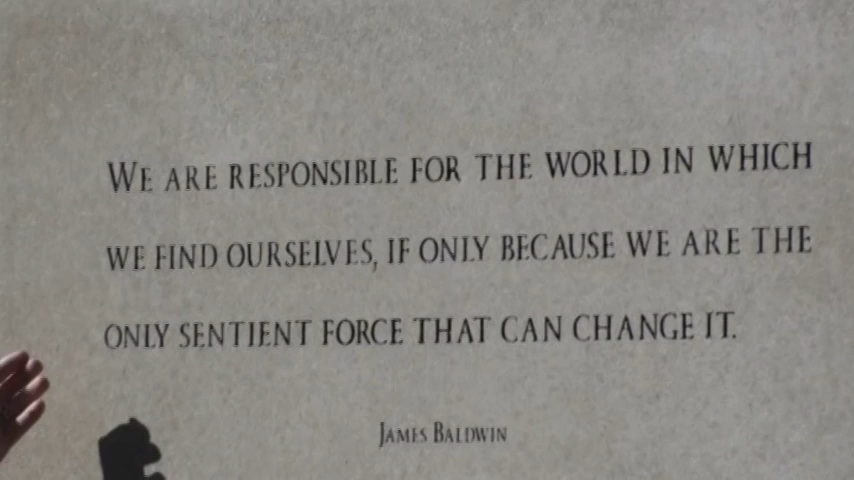 WE ARE RESPONSIBLE FOR THE WORLD IN WHICH
WE FIND OURSELVES, IF ONLY BECAUSE WE ARE THE
ONLY SENTIENT FORCE THAT CAN CHANGE IT.
JAMES BALDWIN